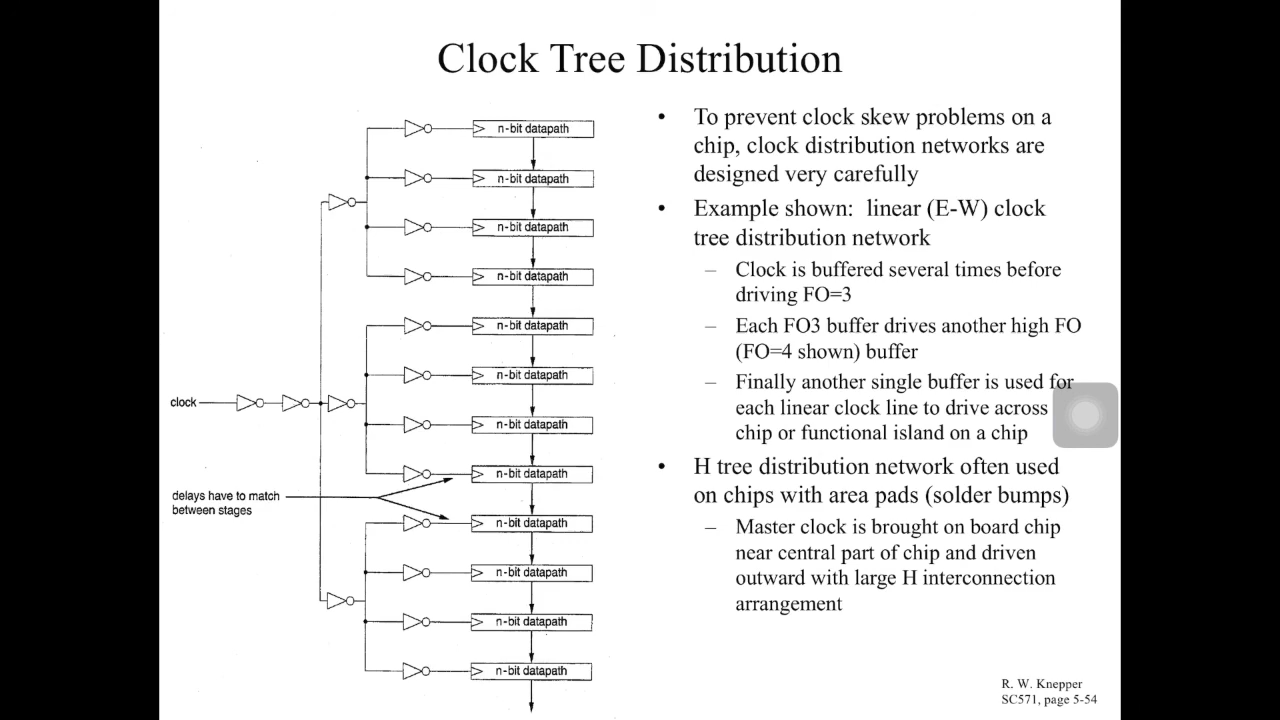 Clock Tree Distribution
n-bit datapath
n-bit datapath
n-bit datapath
n-bit datapath
n-bit datapath
n-bit datapath
n-bit datapath
n-bit datapath
n-bit datapath
n-bit datapath
n-bit datapath
n-bit datapath
clock
delays have to match
between stages
• To prevent clock skew problems on a
chip, clock distribution networks are
designed very carefully
• Example shown: linear (E-W) clock
tree distribution network
– Clock is buffered several times before
driving FO=3
– Each FO3 buffer drives another high FO
(FO=4 shown) buffer
– Finally another single buffer is used for
each linear clock line to drive across
chip or functional island on a chip
• H tree distribution network often used
on chips with area pads (solder bumps)
– Master clock is brought on board chip
near central part of chip and driven
outward with large H interconnection
arrangement
R. W. Knepper
SC571, page 5-54